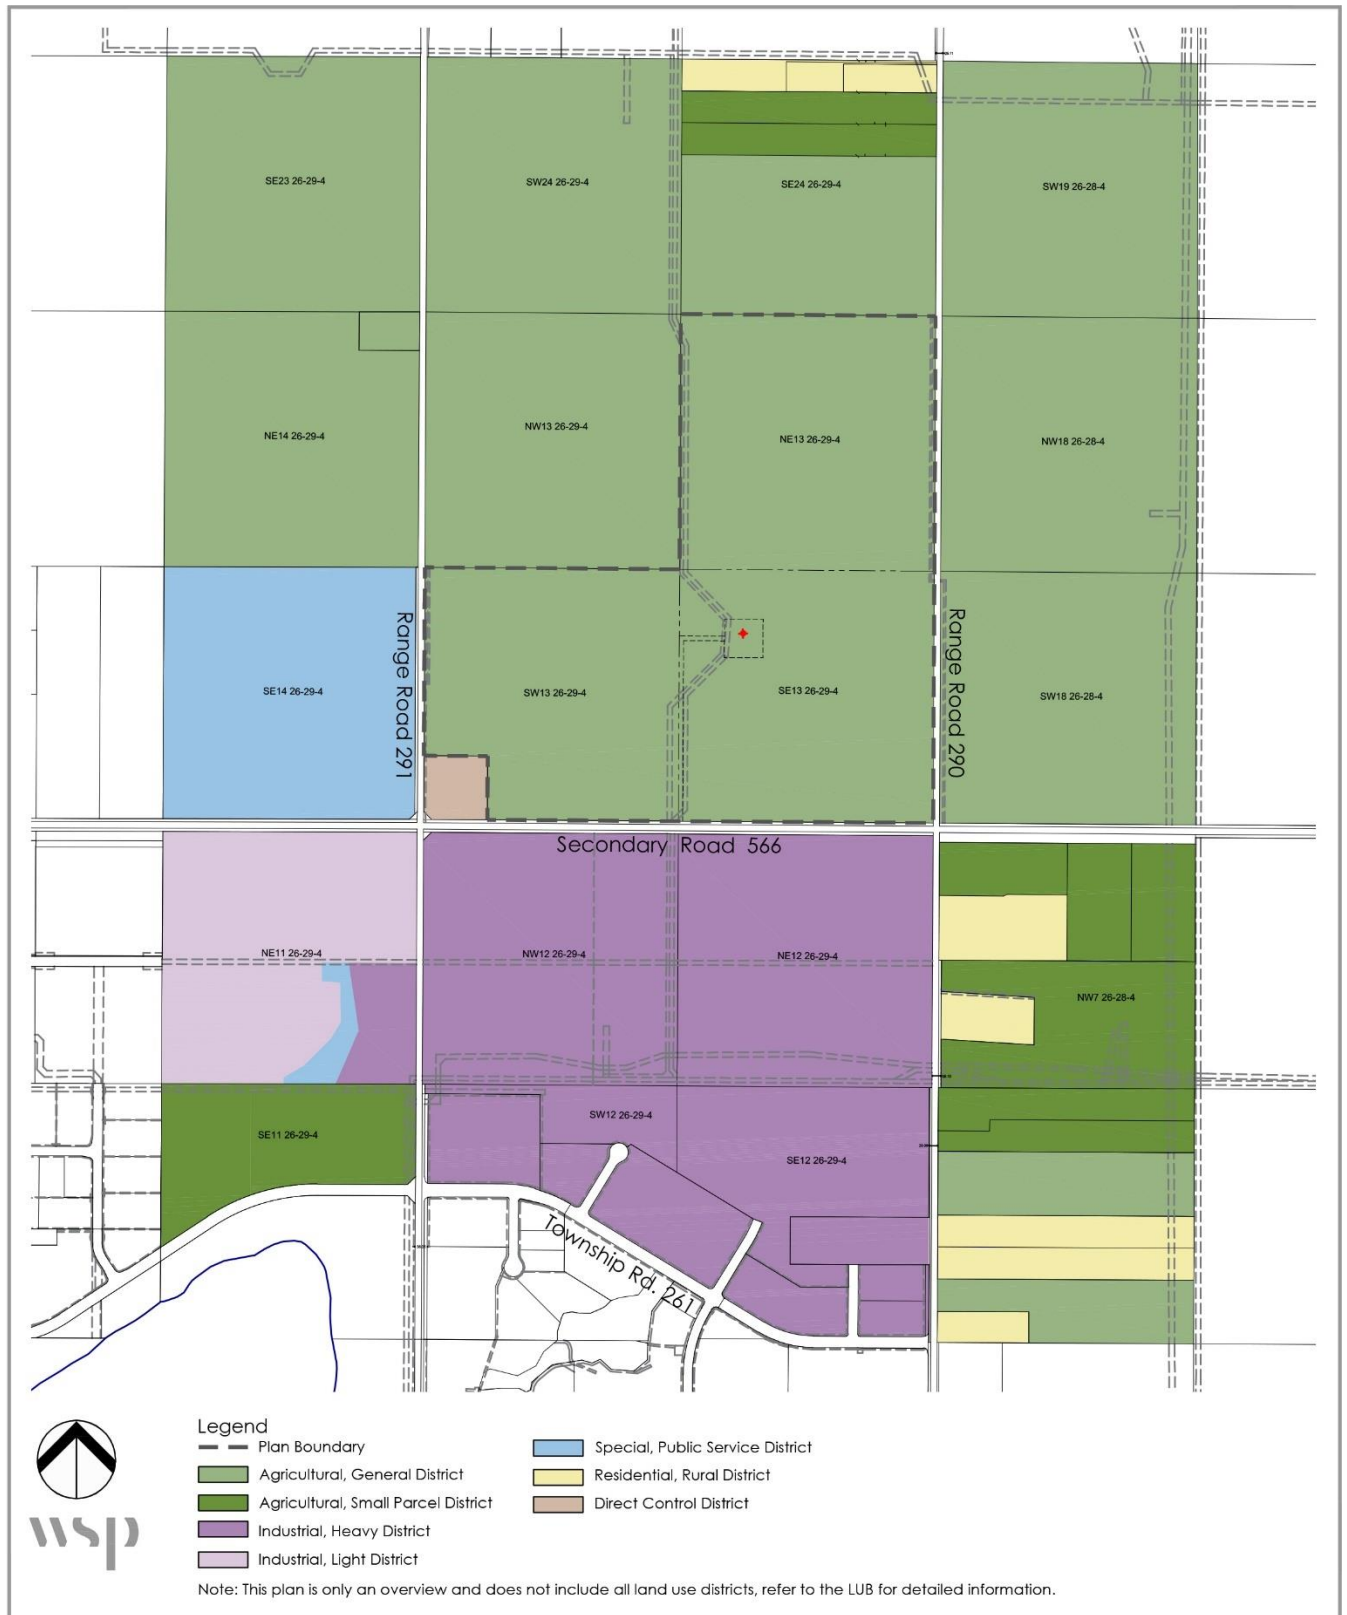 SE23 26-29-4
SW24 26-29-4
SE24 26-29-4
SW19 26-28-4
NE14 26-29-4
NW13 26-29-4
NE13 26-29-4
NW18 26-28-4
Range Road 291
Range Road 290
SE14 26-29-4
SW13 26-29-4
SE13 26-29-4
SW18 26-28-4
Secondary Road 566
NE11 26-29-4
NW12 26-29-4
NE12 26-29-4
NW7 26-28-4
SW12 26-29-4
SE11 26-29-4
SE12 26-29-4
Township Rd. 261
Legend
Plan Boundary
Agricultural, General District
Agricultural, Small Parcel District
Industrial, Heavy District
Industrial, Light District
Special, Public Service District
Residential, Rural District
Direct Control District
wsp
Note: This plan is only an overview and does not include all land use districts, refer to the LUB for detailed information.